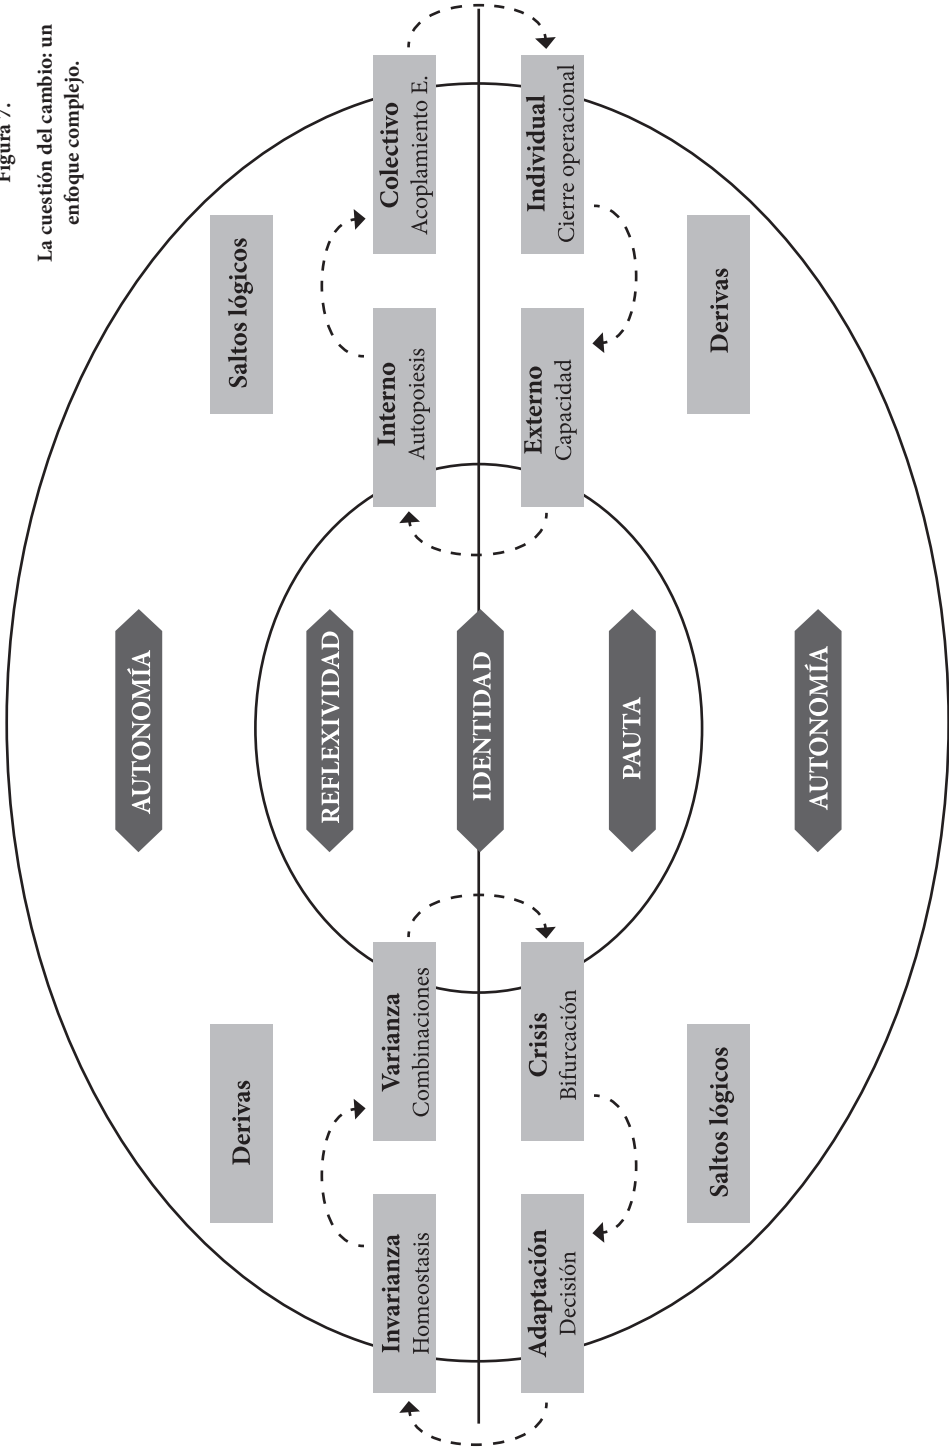 Figura 7.
La cuestión del cambio: un
enfoque complejo.
AUTONOMÍA
Derivas
Saltos lógicos
REFLEXIVIDAD
Invarianza
Homeostasis
Varianza
Combinaciones
Interno
Autopoiesis
Colectivo
Acoplamiento E.
IDENTIDAD
Adaptación
Decisión
Crisis
Bifurcación
Externo
Capacidad
Individual
Cierre operacional
PAUTA
Saltos lógicos
Derivas
AUTONOMÍA